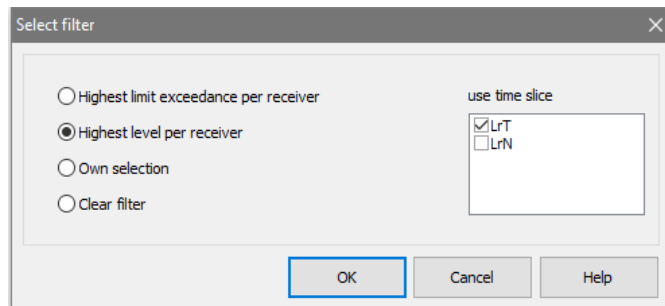 Select filter
Highest limit exceedance per receiver
use time slice
Highest level per receiver
LrT
LrN
Own selection
Clear filter
OK
Cancel
Help